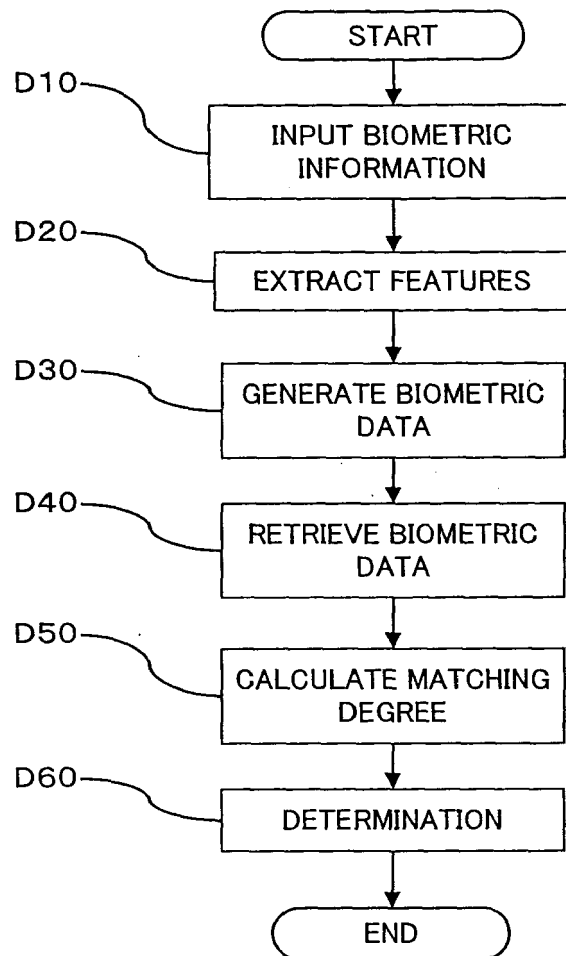 START
D10
INPUT BIOMETRIC
INFORMATION
D20
EXTRACT FEATURES
D30
GENERATE BIOMETRIC
DATA
D40
RETRIEVE BIOMETRIC
DATA
D50
CALCULATE MATCHING
DEGREE
D60
DETERMINATION
END